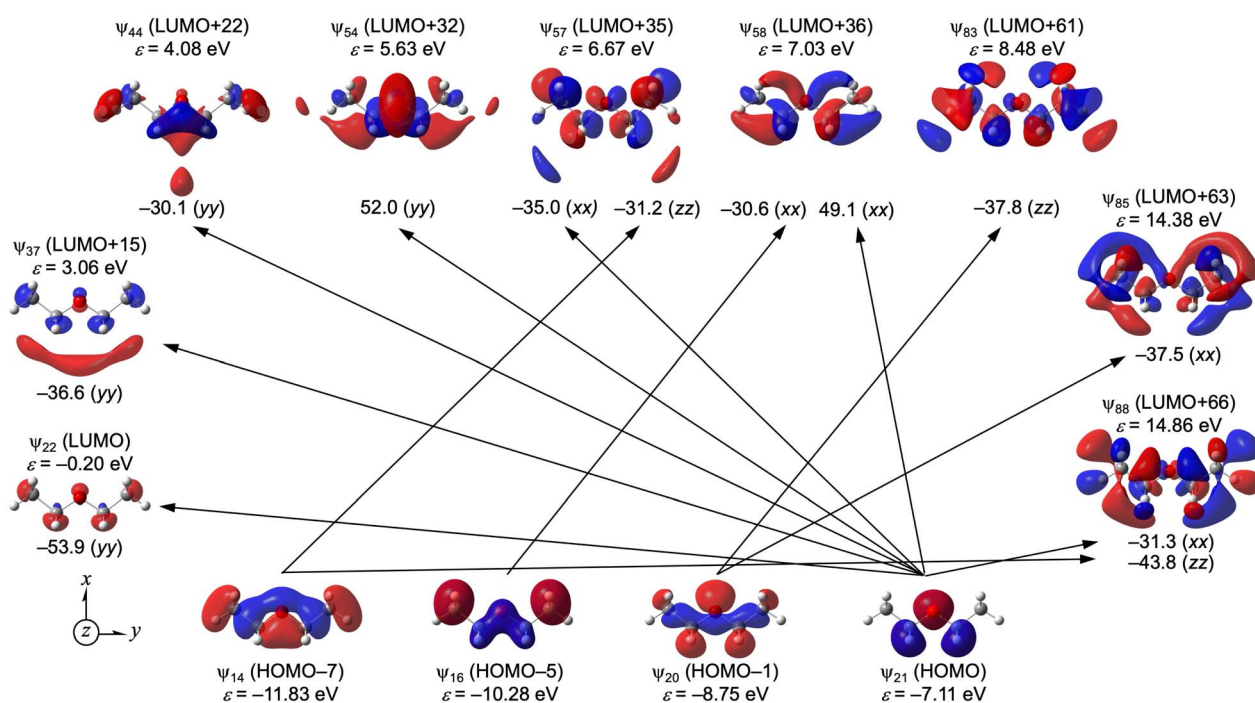 ψ₄₄ (LUMO+22)
ε = 4.08 eV
ψ₅₄ (LUMO+32)
ε = 5.63 eV
ψ₅₇ (LUMO+35)
ε = 6.67 eV
ψ₅₈ (LUMO+36)
ε = 7.03 eV
ψ₈₃ (LUMO+61)
ε = 8.48 eV
–30.1 (yy)
52.0 (yy)
–35.0 (xx)
–31.2 (zz)
–30.6 (xx)
49.1 (xx)
–37.8 (zz)
ψ₈₅ (LUMO+63)
ε = 14.38 eV
–37.5 (xx)
ψ₃₇ (LUMO+15)
ε = 3.06 eV
–36.6 (yy)
ψ₈₈ (LUMO+66)
ε = 14.86 eV
–31.3 (xx)
–43.8 (zz)
ψ₂₂ (LUMO)
ε = –0.20 eV
–53.9 (yy)
x
z
y
ψ₁₄ (HOMO–7)
ε = –11.83 eV
ψ₁₆ (HOMO–5)
ε = –10.28 eV
ψ₂₀ (HOMO–1)
ε = –8.75 eV
ψ₂₁ (HOMO)
ε = –7.11 eV